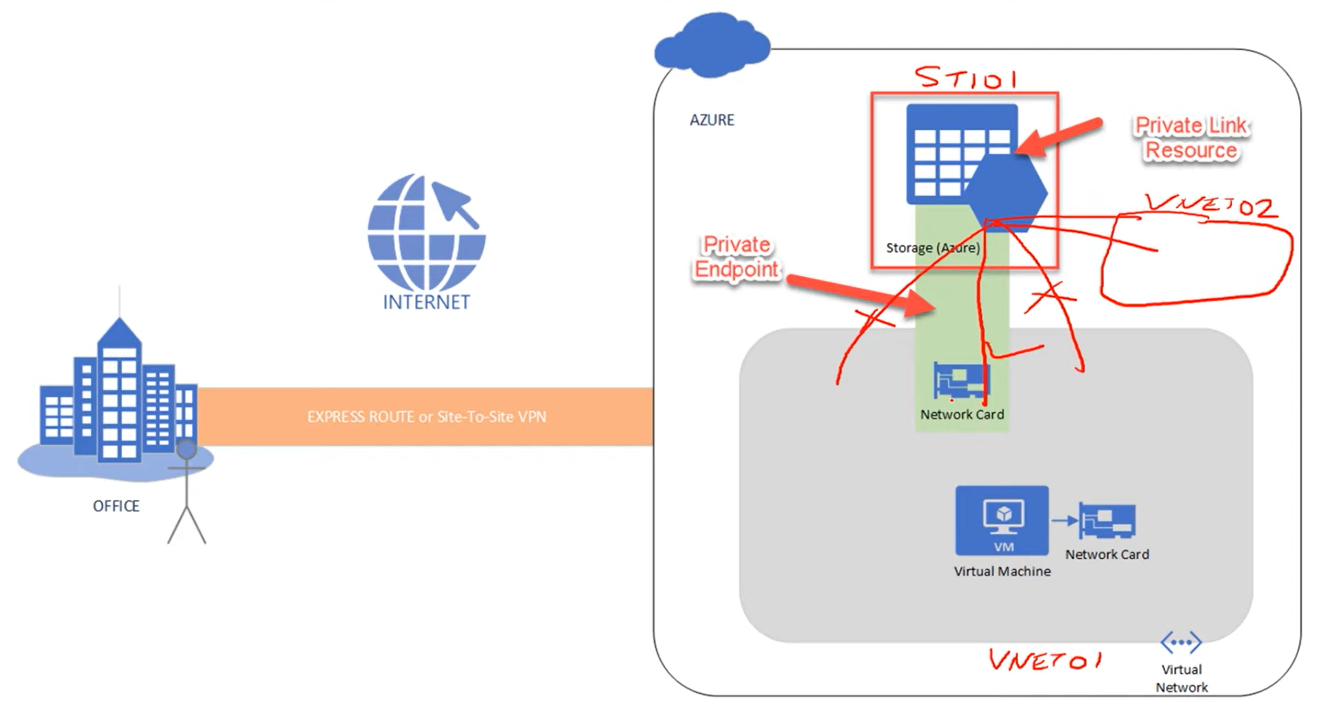 ST101
AZURE
Private Link
Resource
VNET02
Private
Endpoint
Storage (Azure)
INTERNET
EXPRESS ROUTE or Site-To-Site VPN
Network Card
OFFICE
VM
Virtual Machine
Network Card
VNET01
Virtual
Network